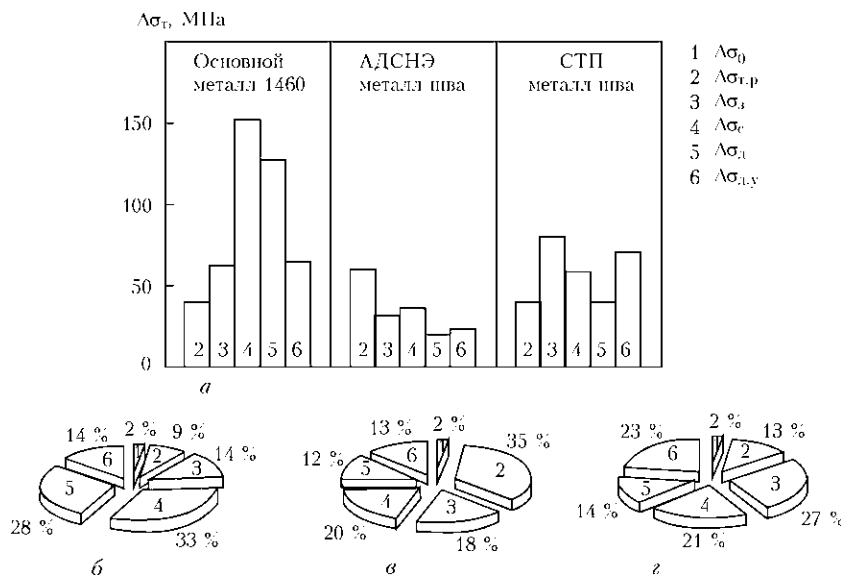 Δσт, МПа
Основной металл 1460
АДСНЭ металл шва
СТП металл шва
1 Δσ0
2 Δσт.р
3 Δσз
4 Δσс
5 Δσд
6 Δσд.у
150
100
50
0
2 3 4 5 6
2 3 4 5 6
2 3 4 5 6
а
14 % 2 % 9 %
6 2
14 %
3
5
4
28 %
33 %
б
13 % 2 % 35 %
12 %
6
5 2
4 3
20 % 18 %
в
23 % 2 % 13 %
6 2
5 3
4
14 % 27 %
21 %
г